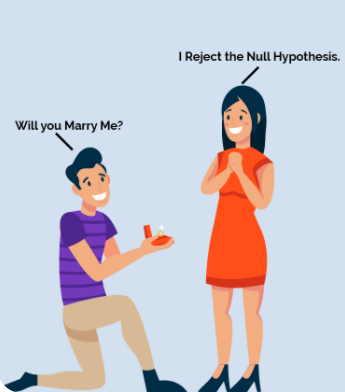 I Reject the Null Hypothesis.
Will you Marry Me?